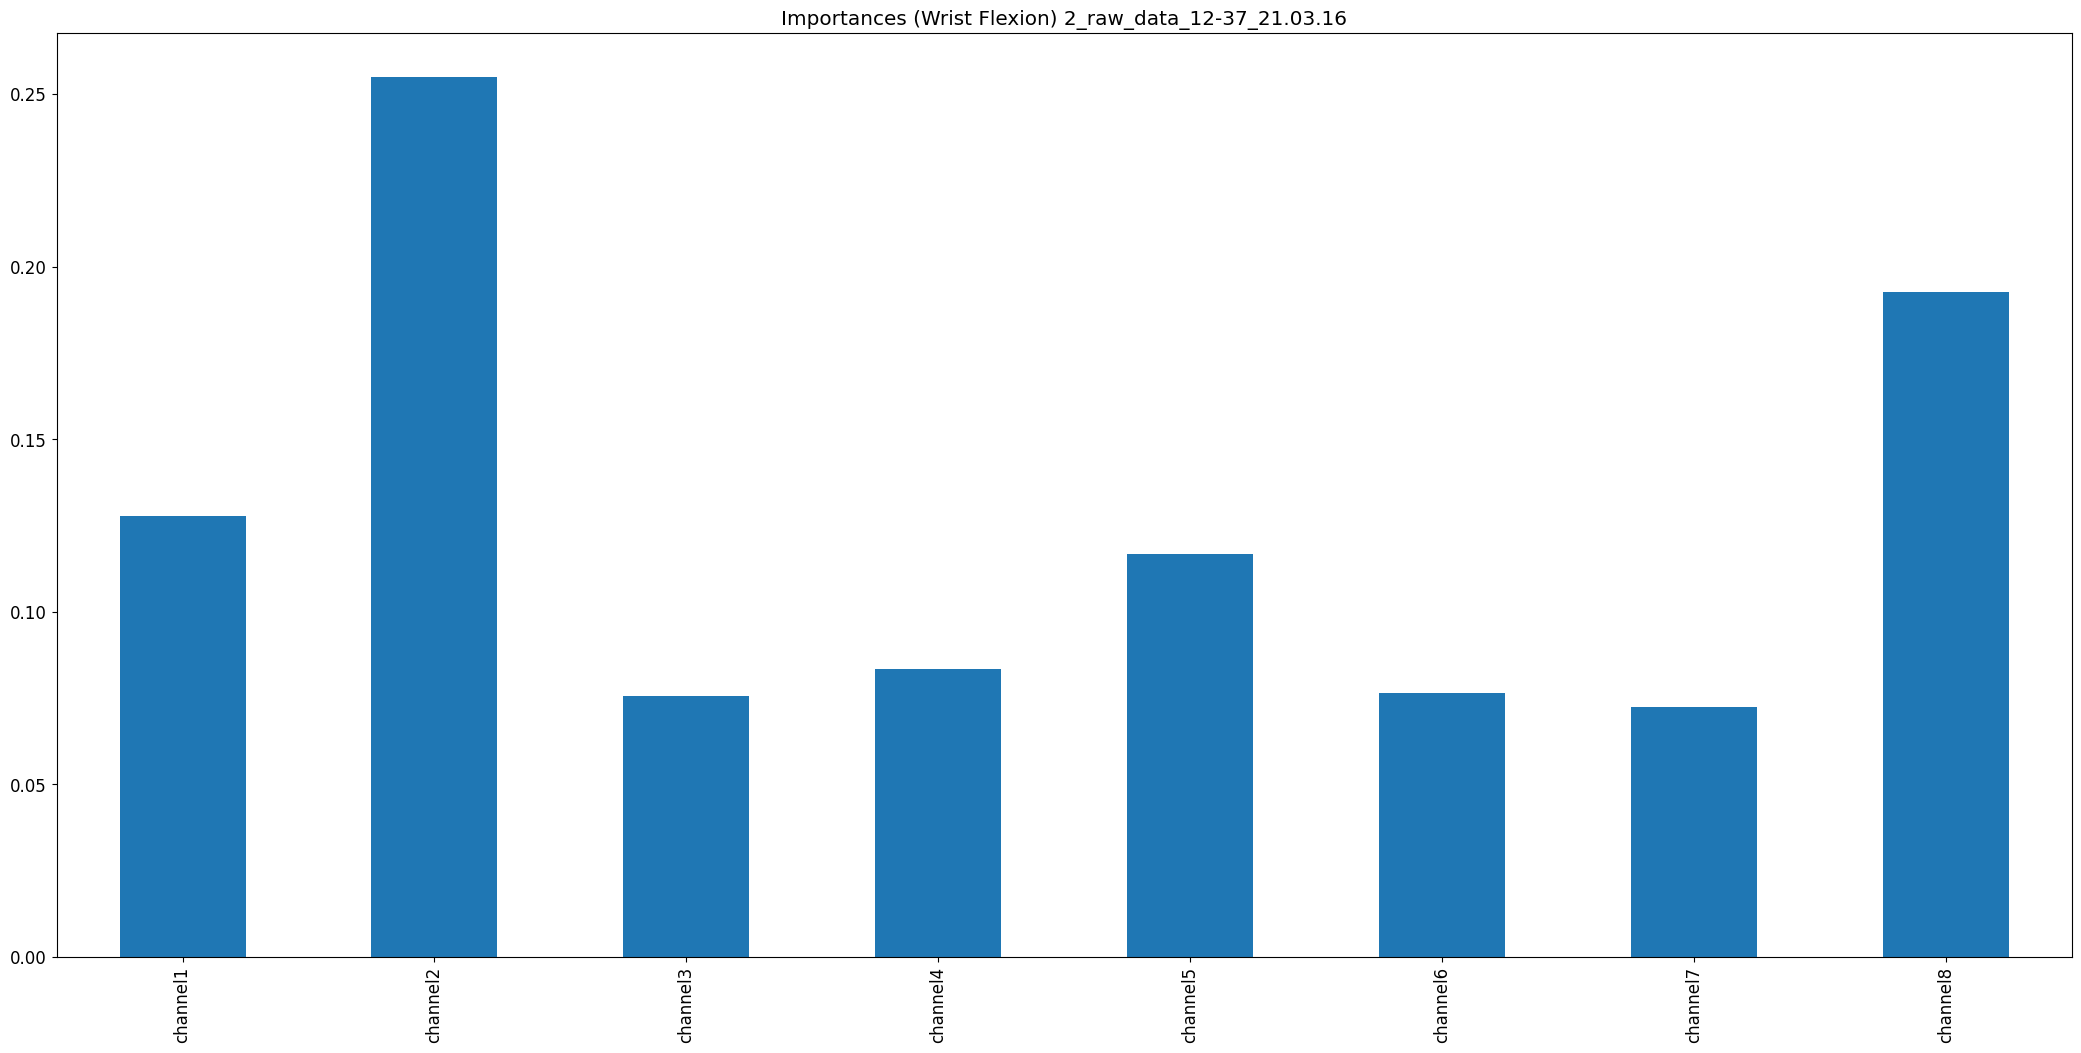 Importances (Wrist Flexion) 2_raw_data_12-37_21.03.16
0.25
0.20
0.15
0.10
0.05
0.00
channel1
channel2
channel3
channel4
channel5
channel6
channel7
channel8